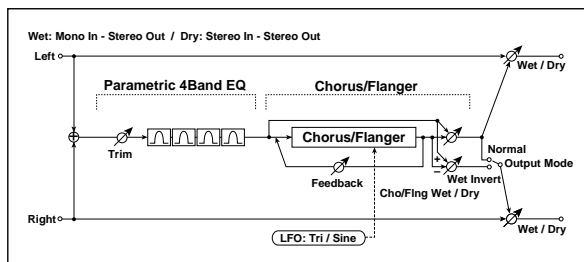 Wet: Mono In - Stereo Out / Dry: Stereo In - Stereo Out
Left
Wet / Dry
Parametric 4Band EQ
Chorus/Flanger
Trim
Chorus/Flanger
Normal
Output Mode
Wet Invert
Feedback
Cho/Flng Wet / Dry
Right
LFO: Tri / Sine
Wet / Dry